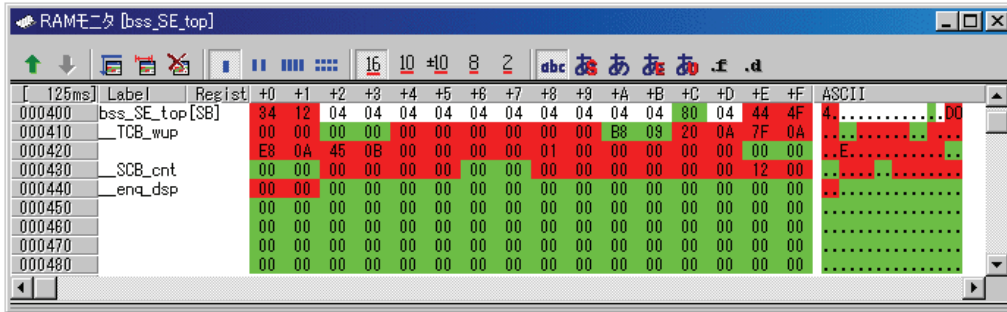 RAMモニタ [bss_SE_top]
16 10 ±10 8 2 abc あS あ あE あD .f .d
[ 125ms] Label Regist +0 +1 +2 +3 +4 +5 +6 +7 +8 +9 +A +B +C +D +E +F ASCII
000400 bss_SE_top [SB] 34 12 04 04 04 04 04 04 04 04 04 04 80 04 44 4F 4.............DO
000410 __TCB_wup 00 00 00 00 00 00 00 00 00 00 B8 09 20 0A 7F 0A ............ ...
000420 E8 0A 45 0B 00 00 00 00 01 00 00 00 00 00 00 00 ..E.............
000430 __SCB_cnt 00 00 00 00 00 00 00 00 00 00 00 00 00 00 12 00 ................
000440 __enq_dsp 00 00 00 00 00 00 00 00 00 00 00 00 00 00 00 00 ................
000450 00 00 00 00 00 00 00 00 00 00 00 00 00 00 00 00 ................
000460 00 00 00 00 00 00 00 00 00 00 00 00 00 00 00 00 ................
000470 00 00 00 00 00 00 00 00 00 00 00 00 00 00 00 00 ................
000480 00 00 00 00 00 00 00 00 00 00 00 00 00 00 00 00 ................